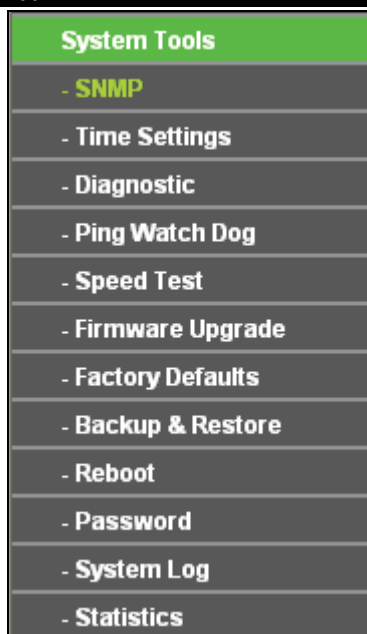 System Tools
- SNMP
- Time Settings
- Diagnostic
- Ping Watch Dog
- Speed Test
- Firmware Upgrade
- Factory Defaults
- Backup & Restore
- Reboot
- Password
- System Log
- Statistics